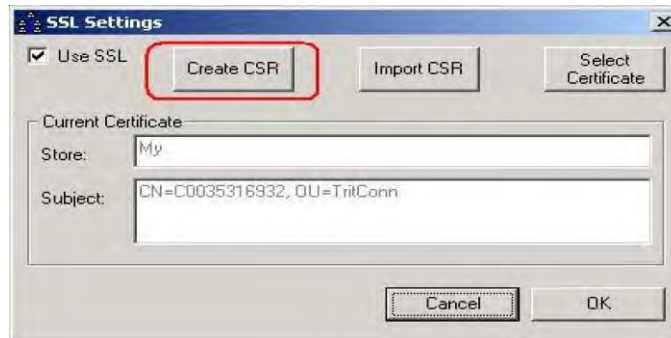 SSL Settings
Use SSL
Create CSR
Import CSR
Select
Certificate
Current Certificate
Store:
My
Subject:
CN=C0035316932, OU=TritConn
Cancel
OK